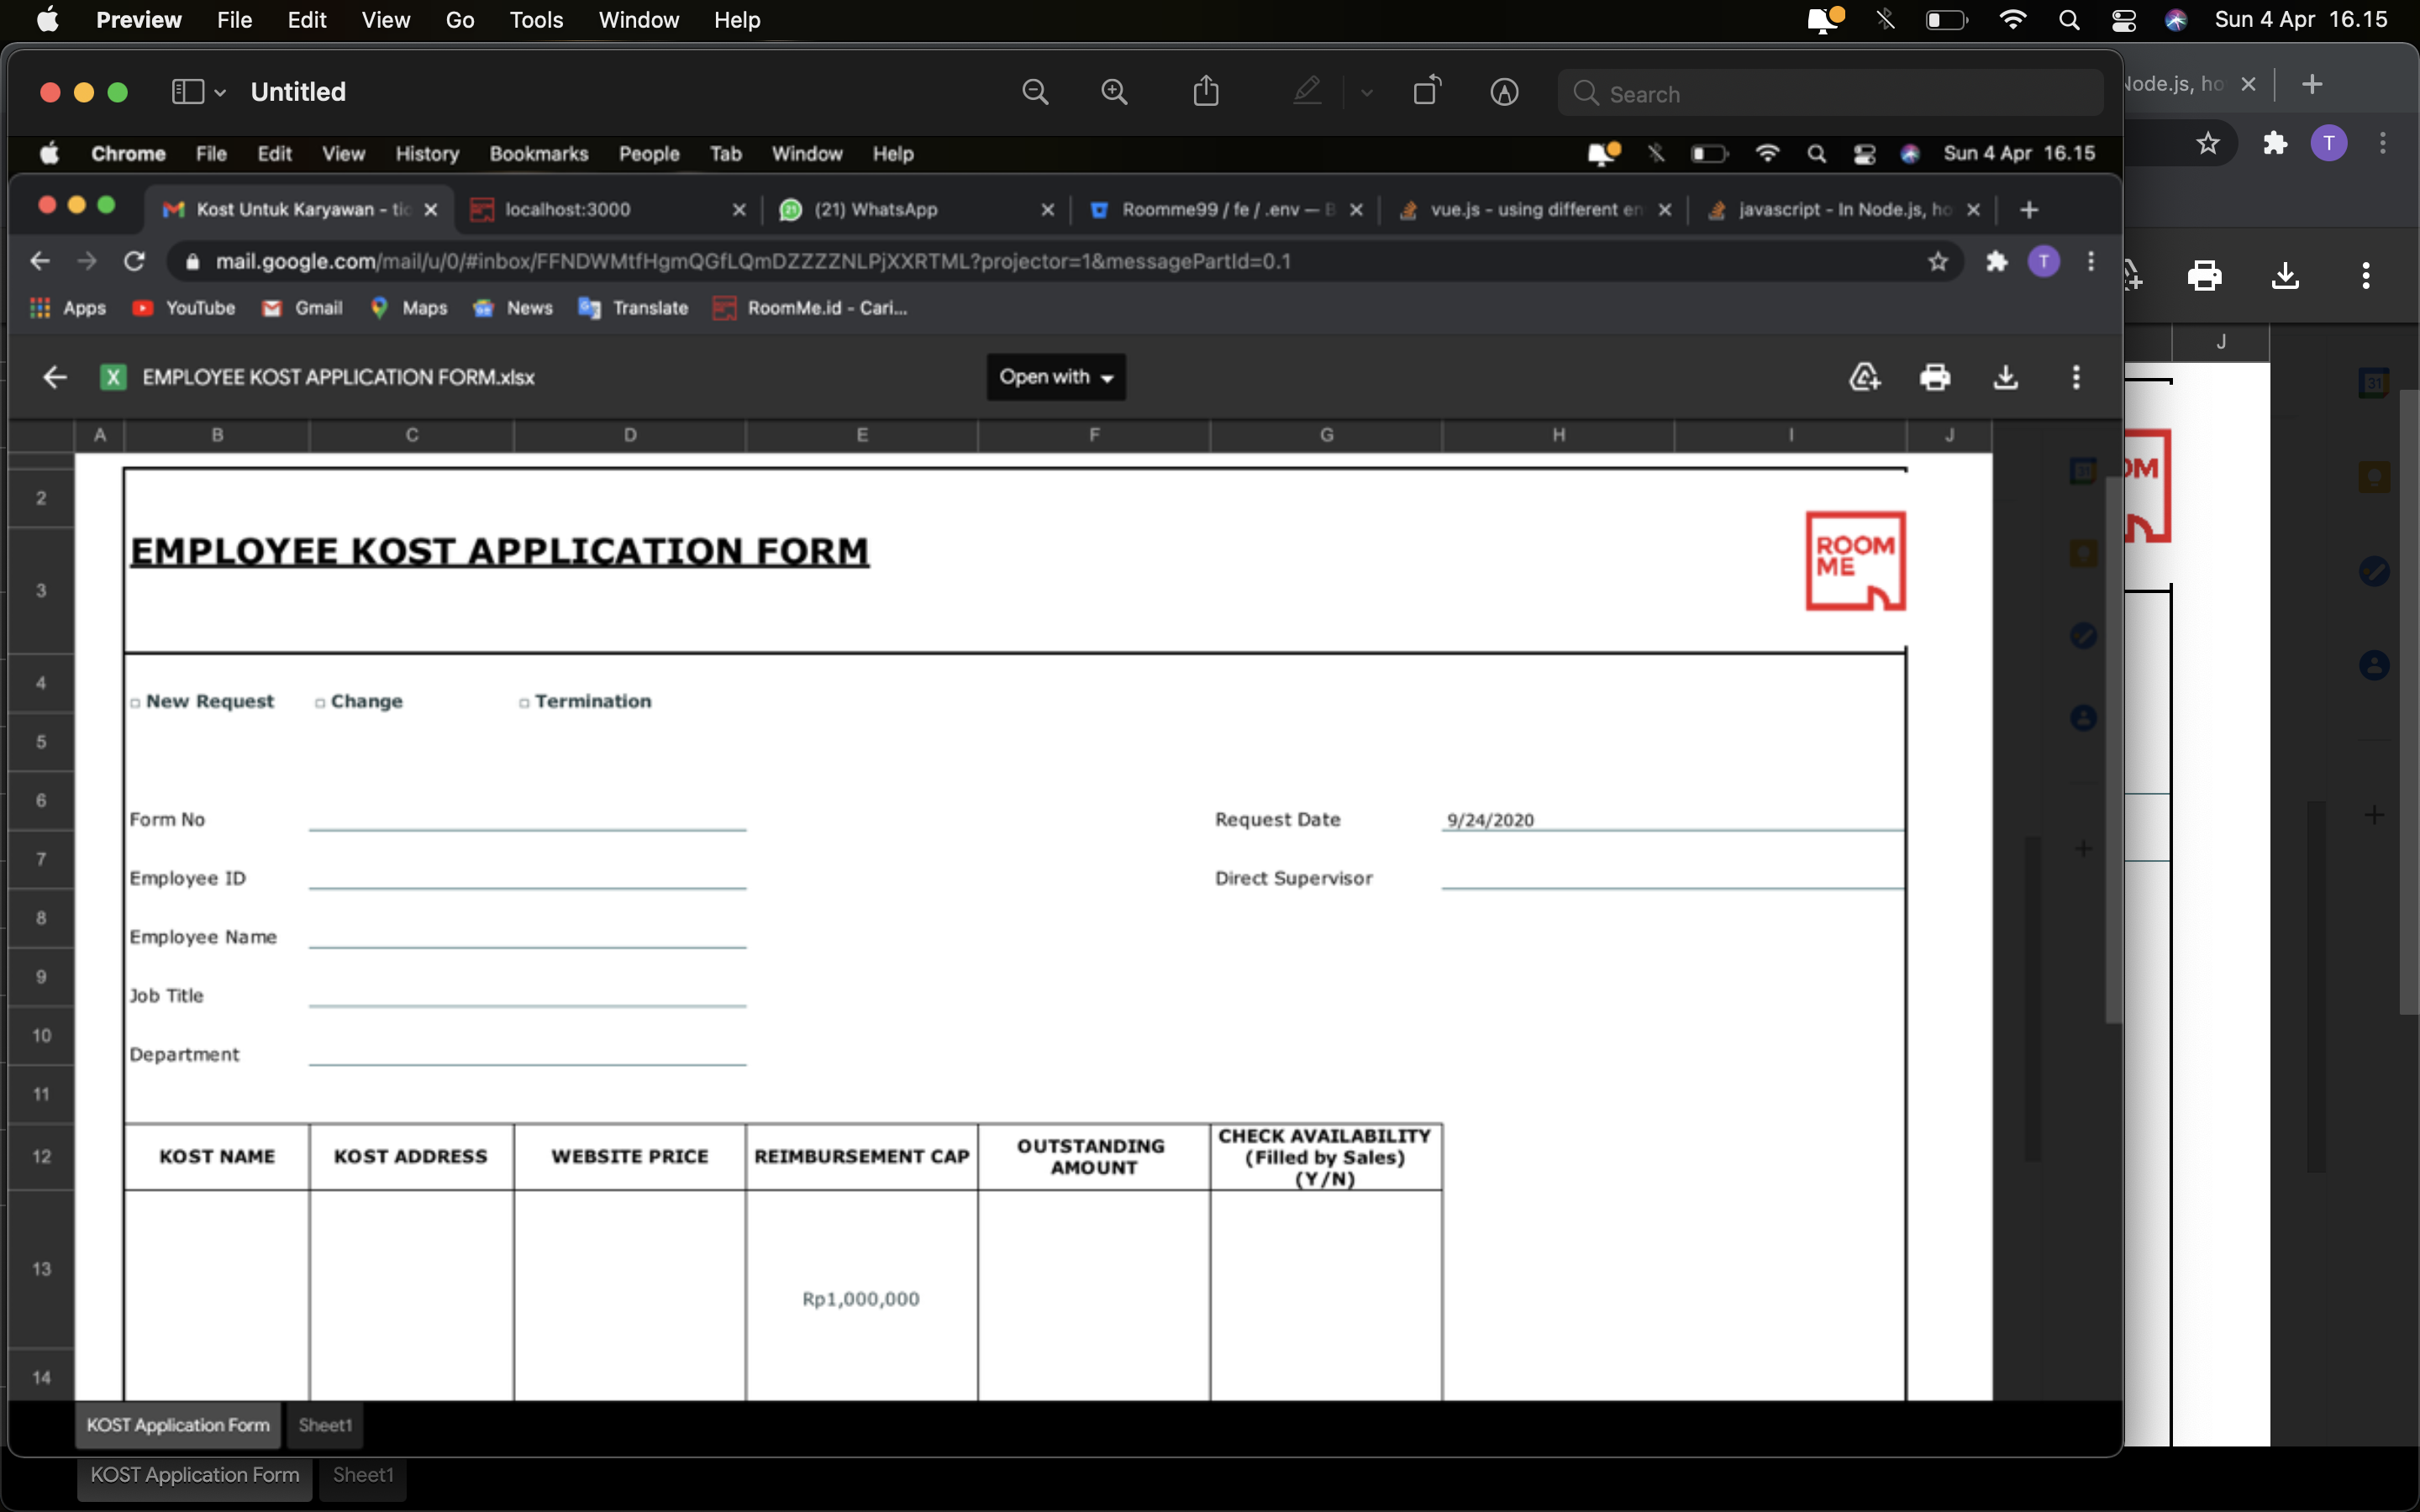 Preview File Edit View Go Tools Window Help Sun 4 Apr 16.15
Untitled Search
Node.js, ho
T
Chrome File Edit View History Bookmarks People Tab Window Help Sun 4 Apr 16.15
Kost Untuk Karyawan - tic localhost:3000 (21) WhatsApp Roomme99 / fe / .env — B vue.js - using different en javascript - In Node.js, ho
mail.google.com/mail/u/0/#inbox/FFNDWMtfHgmQGfLQmDZZZZNLPjXXRTML?projector=1&messagePartId=0.1 T
Apps YouTube Gmail Maps News Translate RoomMe.id - Cari...
X EMPLOYEE KOST APPLICATION FORM.xlsx Open with
A B C D E F G H I J
J
31
2
EMPLOYEE KOST APPLICATION FORM
ROOM
ME
OM
3
4
New Request Change Termination
5
6
Form No Request Date 9/24/2020
7
Employee ID Direct Supervisor
8
Employee Name
9
Job Title
10
Department
11
12
KOST NAME KOST ADDRESS WEBSITE PRICE REIMBURSEMENT CAP OUTSTANDING AMOUNT CHECK AVAILABILITY (Filled by Sales) (Y/N)
13
Rp1,000,000
14
KOST Application Form Sheet1
KOST Application Form Sheet1